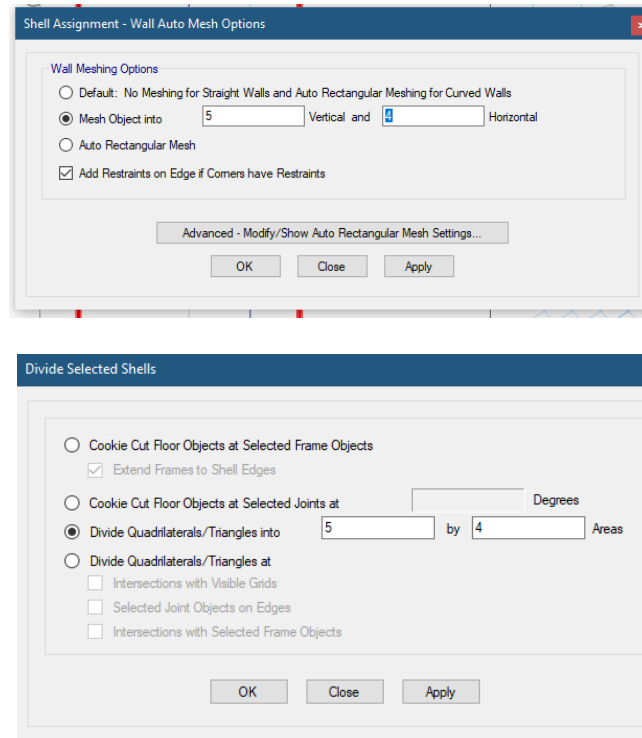 Shell Assignment - Wall Auto Mesh Options
Wall Meshing Options
Default: No Meshing for Straight Walls and Auto Rectangular Meshing for Curved Walls
Mesh Object into 5 Vertical and 4 Horizontal
Auto Rectangular Mesh
Add Restraints on Edge if Corners have Restraints
Advanced - Modify/Show Auto Rectangular Mesh Settings...
OK Close Apply
Divide Selected Shells
Cookie Cut Floor Objects at Selected Frame Objects
Extend Frames to Shell Edges
Cookie Cut Floor Objects at Selected Joints at Degrees
Divide Quadrilaterals/Triangles into 5 by 4 Areas
Divide Quadrilaterals/Triangles at
Intersections with Visible Grids
Selected Joint Objects on Edges
Intersections with Selected Frame Objects
OK Close Apply